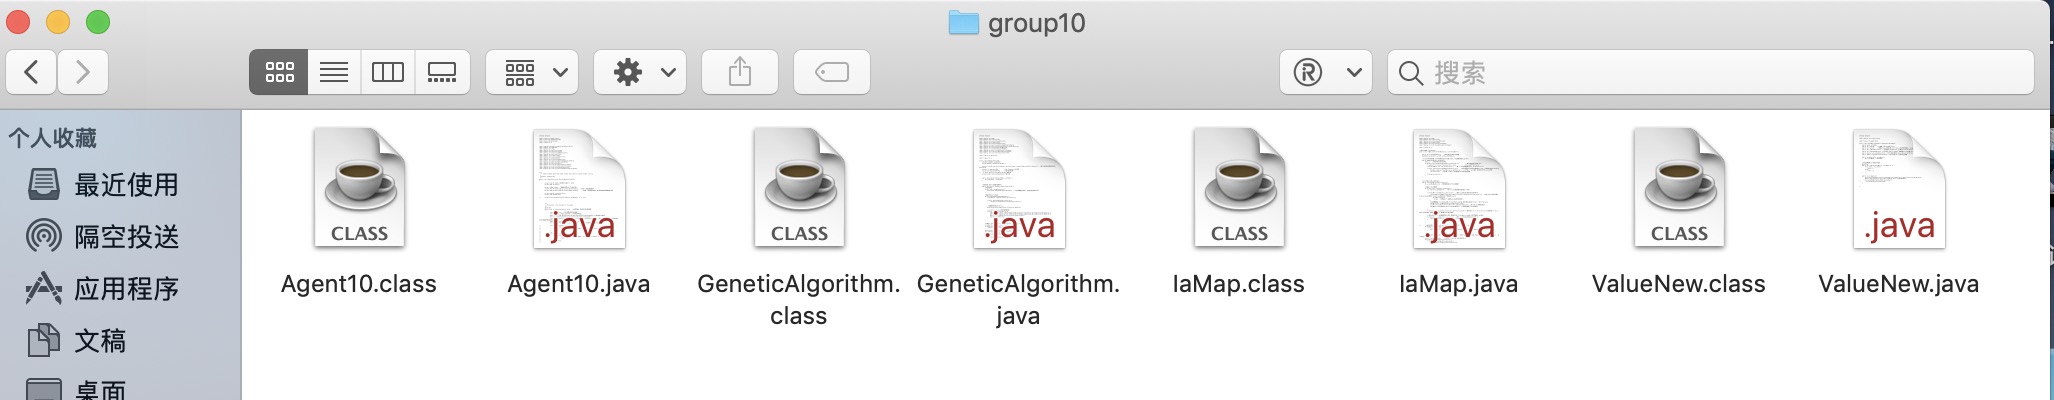 group10
搜索
个人收藏
最近使用
隔空投送
应用程序
文稿
桌面
CLASS
.java
CLASS
.java
CLASS
.java
CLASS
.java
Agent10.class
Agent10.java
GeneticAlgorithm.
class
GeneticAlgorithm.
java
IaMap.class
IaMap.java
ValueNew.class
ValueNew.java